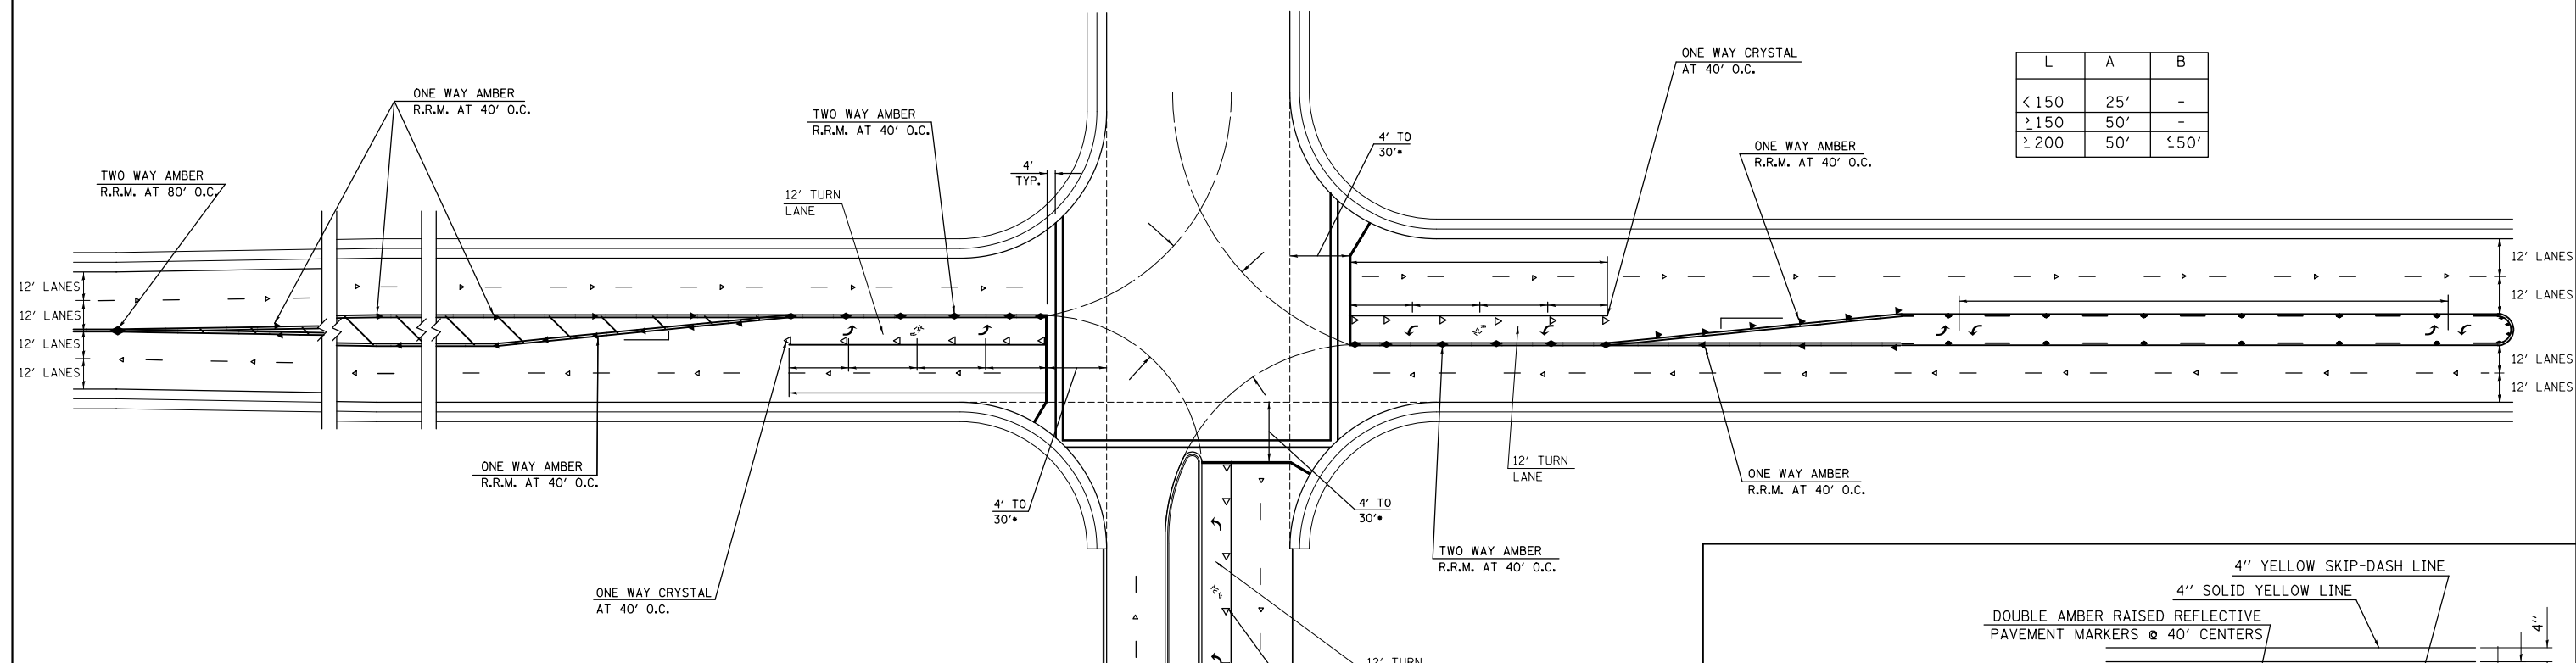 ONE WAY AMBER
R.R.M. AT 40' O.C.
TWO WAY AMBER
R.R.M. AT 80' O.C.
TWO WAY AMBER
R.R.M. AT 40' O.C.
12' TURN
LANE
4'
TYP.
4' TO
30'*
ONE WAY CRYSTAL
AT 40' O.C.
ONE WAY AMBER
R.R.M. AT 40' O.C.
L A B
<150 25' -
≥150 50' -
≥200 50' ≤50'
12' LANES
12' LANES
12' LANES
12' LANES
12' LANES
12' LANES
12' LANES
12' LANES
ONE WAY AMBER
R.R.M. AT 40' O.C.
ONE WAY CRYSTAL
AT 40' O.C.
4' TO
30'*
4' TO
30'*
12' TURN
LANE
ONE WAY AMBER
R.R.M. AT 40' O.C.
TWO WAY AMBER
R.R.M. AT 40' O.C.
12' TURN
4'' YELLOW SKIP-DASH LINE
4'' SOLID YELLOW LINE
DOUBLE AMBER RAISED REFLECTIVE
PAVEMENT MARKERS @ 40' CENTERS
4''